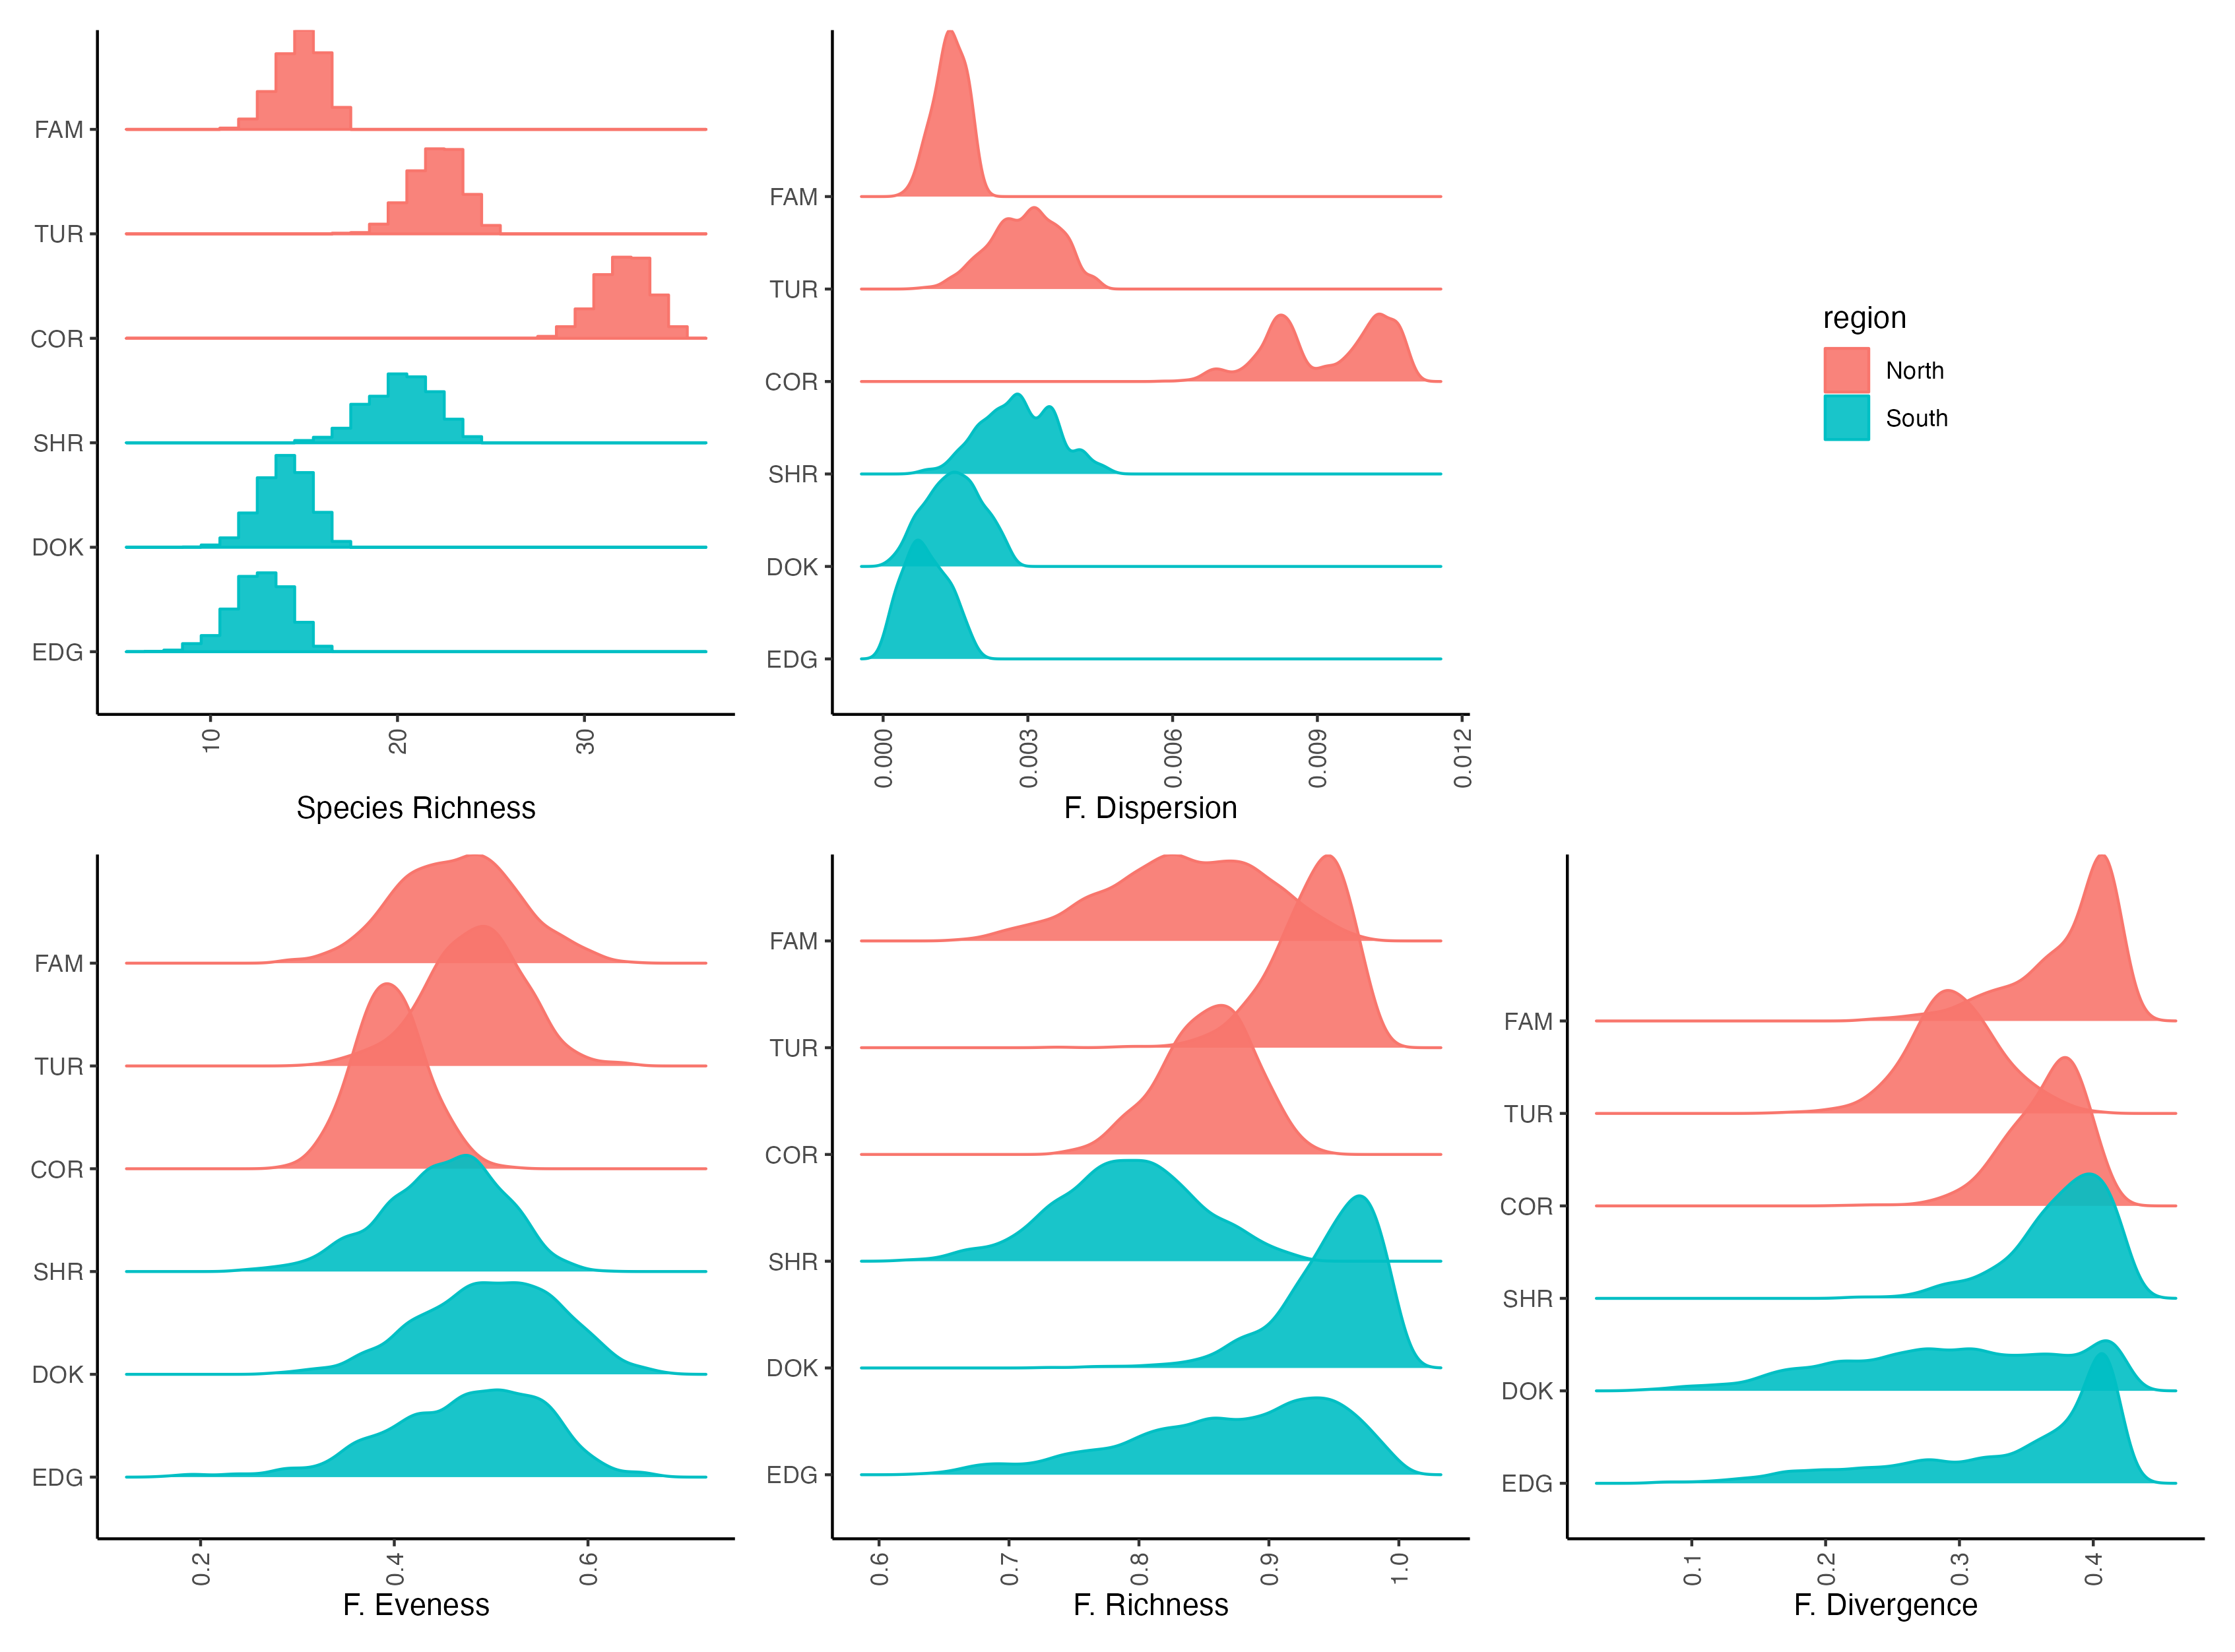 FAM
TUR
COR
SHR
DOK
EDG
10
20
30
Species Richness
FAM
TUR
COR
SHR
DOK
EDG
0.000
0.003
0.006
0.009
0.012
F. Dispersion
region
North
South
FAM
TUR
COR
SHR
DOK
EDG
0.2
0.4
0.6
F. Eveness
FAM
TUR
COR
SHR
DOK
EDG
0.6
0.7
0.8
0.9
1.0
F. Richness
FAM
TUR
COR
SHR
DOK
EDG
0.1
0.2
0.3
0.4
F. Divergence